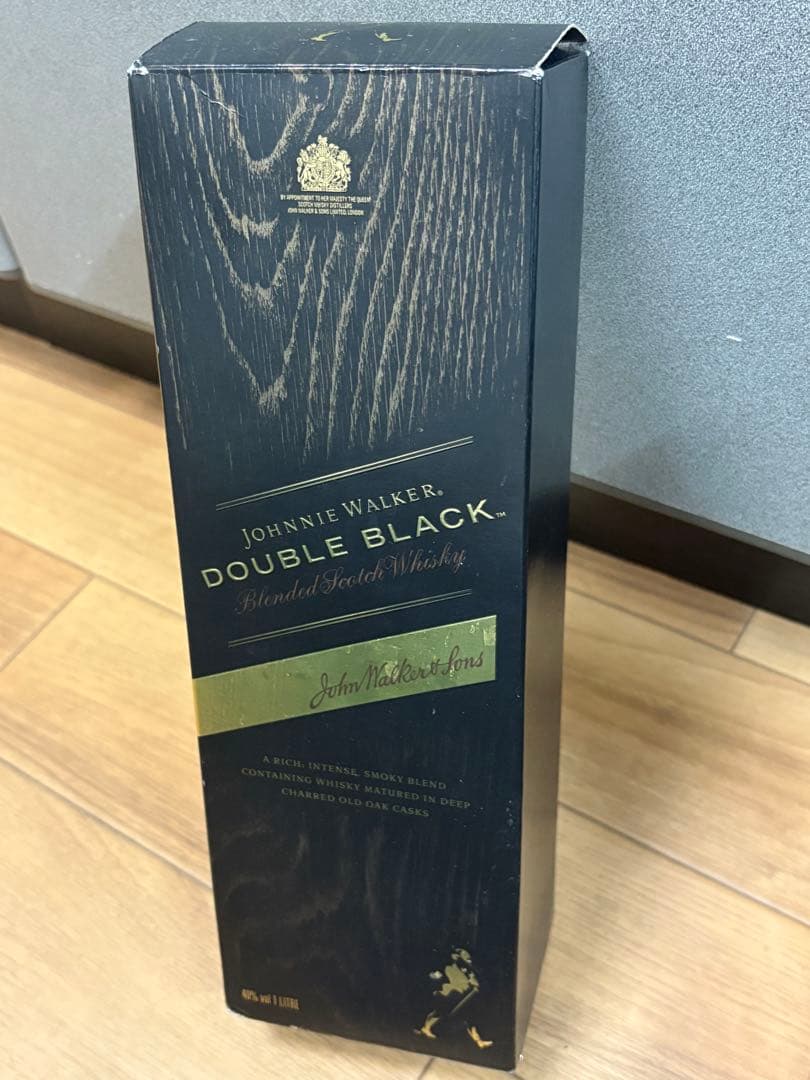 BY APPOINTMENT TO HER MAJESTY THE QUEEN
SCOTCH WHISKY DISTILLERS
JOHN WALKER & SONS LIMITED, LONDON
JOHNNIE WALKER®
DOUBLE BLACK™
Blended Scotch Whisky
John Walker & Sons
A RICH, INTENSE, SMOKY BLEND
CONTAINING WHISKY MATURED IN DEEP
CHARRED OLD OAK CASKS
40% vol 1 LITRE